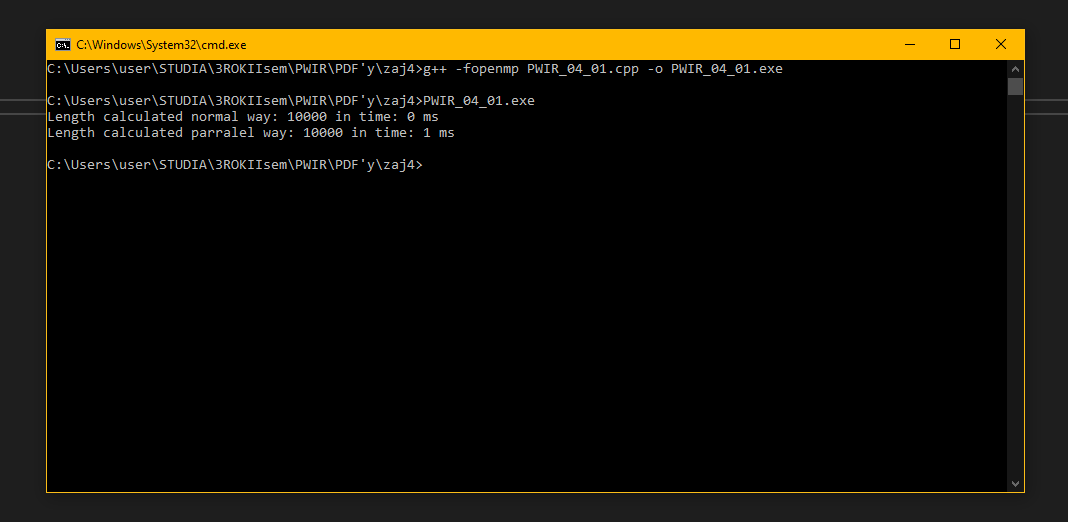 C:\Windows\System32\cmd.exe
C:\Users\user\STUDIA\3ROKIIsem\PWIR\PDF'y\zaj4>g++ -fopenmp PWIR_04_01.cpp -o PWIR_04_01.exe
C:\Users\user\STUDIA\3ROKIIsem\PWIR\PDF'y\zaj4>PWIR_04_01.exe
Length calculated normal way: 10000 in time: 0 ms
Length calculated parralel way: 10000 in time: 1 ms
C:\Users\user\STUDIA\3ROKIIsem\PWIR\PDF'y\zaj4>